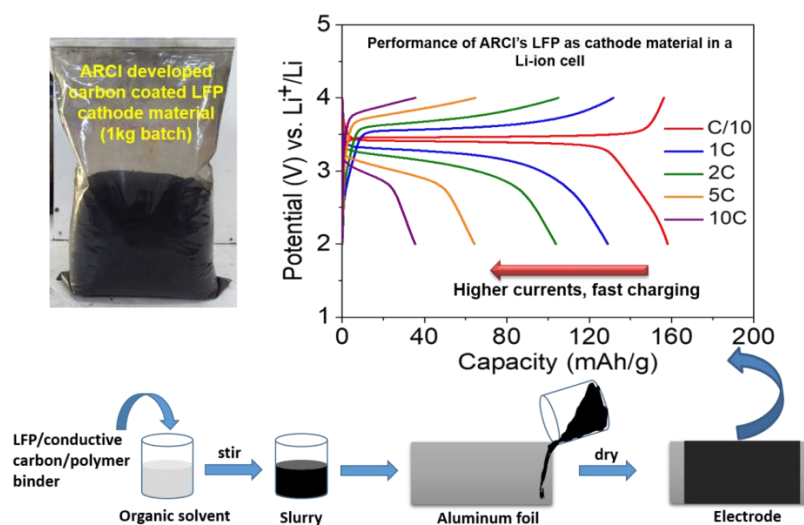 ARCI developed
carbon coated LFP
cathode material
(1kg batch)
Performance of ARCI's LFP as cathode material in a
Li-ion cell
Potential (V) vs. Li⁺/Li
5
4
3
2
1
C/10
1C
2C
5C
10C
Higher currents, fast charging
0 40 80 120 160 200
Capacity (mAh/g)
LFP/conductive
carbon/polymer
binder
stir
dry
Organic solvent
Slurry
Aluminum foil
Electrode